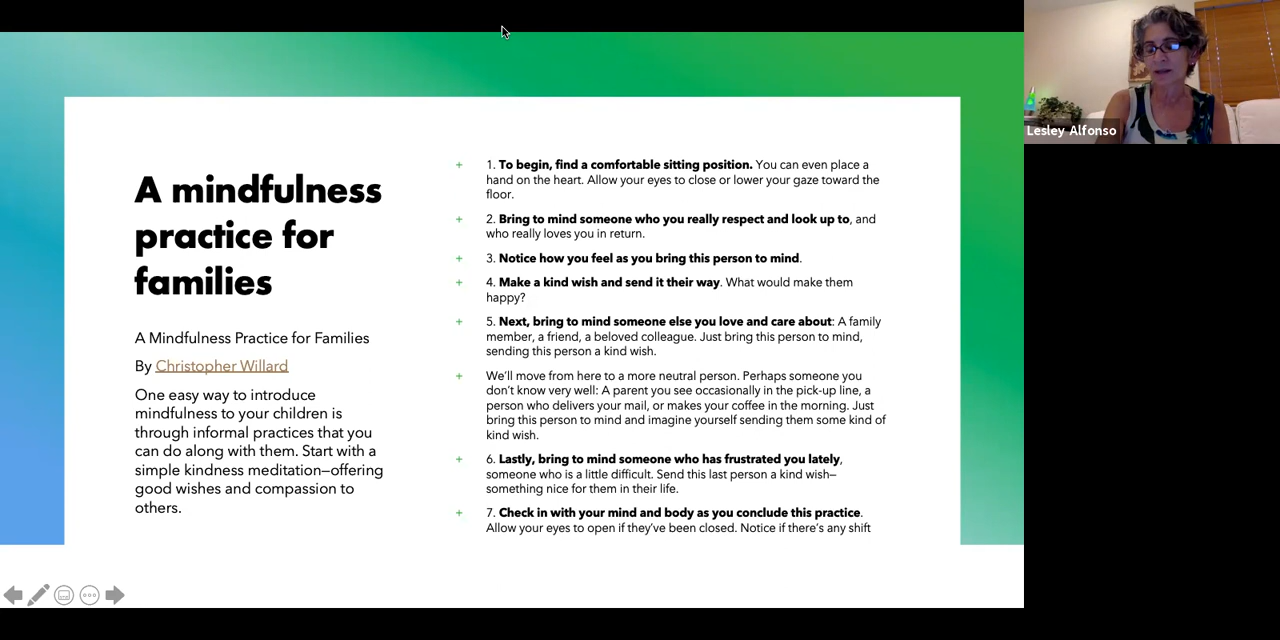 A mindfulness
practice for
families
A Mindfulness Practice for Families
By Christopher Willard
One easy way to introduce
mindfulness to your children is
through informal practices that you
can do along with them. Start with a
simple kindness meditation—offering
good wishes and compassion to
others.
+ 1. To begin, find a comfortable sitting position. You can even place a
hand on the heart. Allow your eyes to close or lower your gaze toward the
floor.
+ 2. Bring to mind someone who you really respect and look up to, and
who really loves you in return.
+ 3. Notice how you feel as you bring this person to mind.
+ 4. Make a kind wish and send it their way. What would make them
happy?
+ 5. Next, bring to mind someone else you love and care about: A family
member, a friend, a beloved colleague. Just bring this person to mind,
sending this person a kind wish.
+ We’ll move from here to a more neutral person. Perhaps someone you
don’t know very well: A parent you see occasionally in the pick-up line, a
person who delivers your mail, or makes your coffee in the morning. Just
bring this person to mind and imagine yourself sending them some kind of
kind wish.
+ 6. Lastly, bring to mind someone who has frustrated you lately,
someone who is a little difficult. Send this last person a kind wish—
something nice for them in their life.
+ 7. Check in with your mind and body as you conclude this practice.
Allow your eyes to open if they’ve been closed. Notice if there’s any shift
Lesley Alfonso